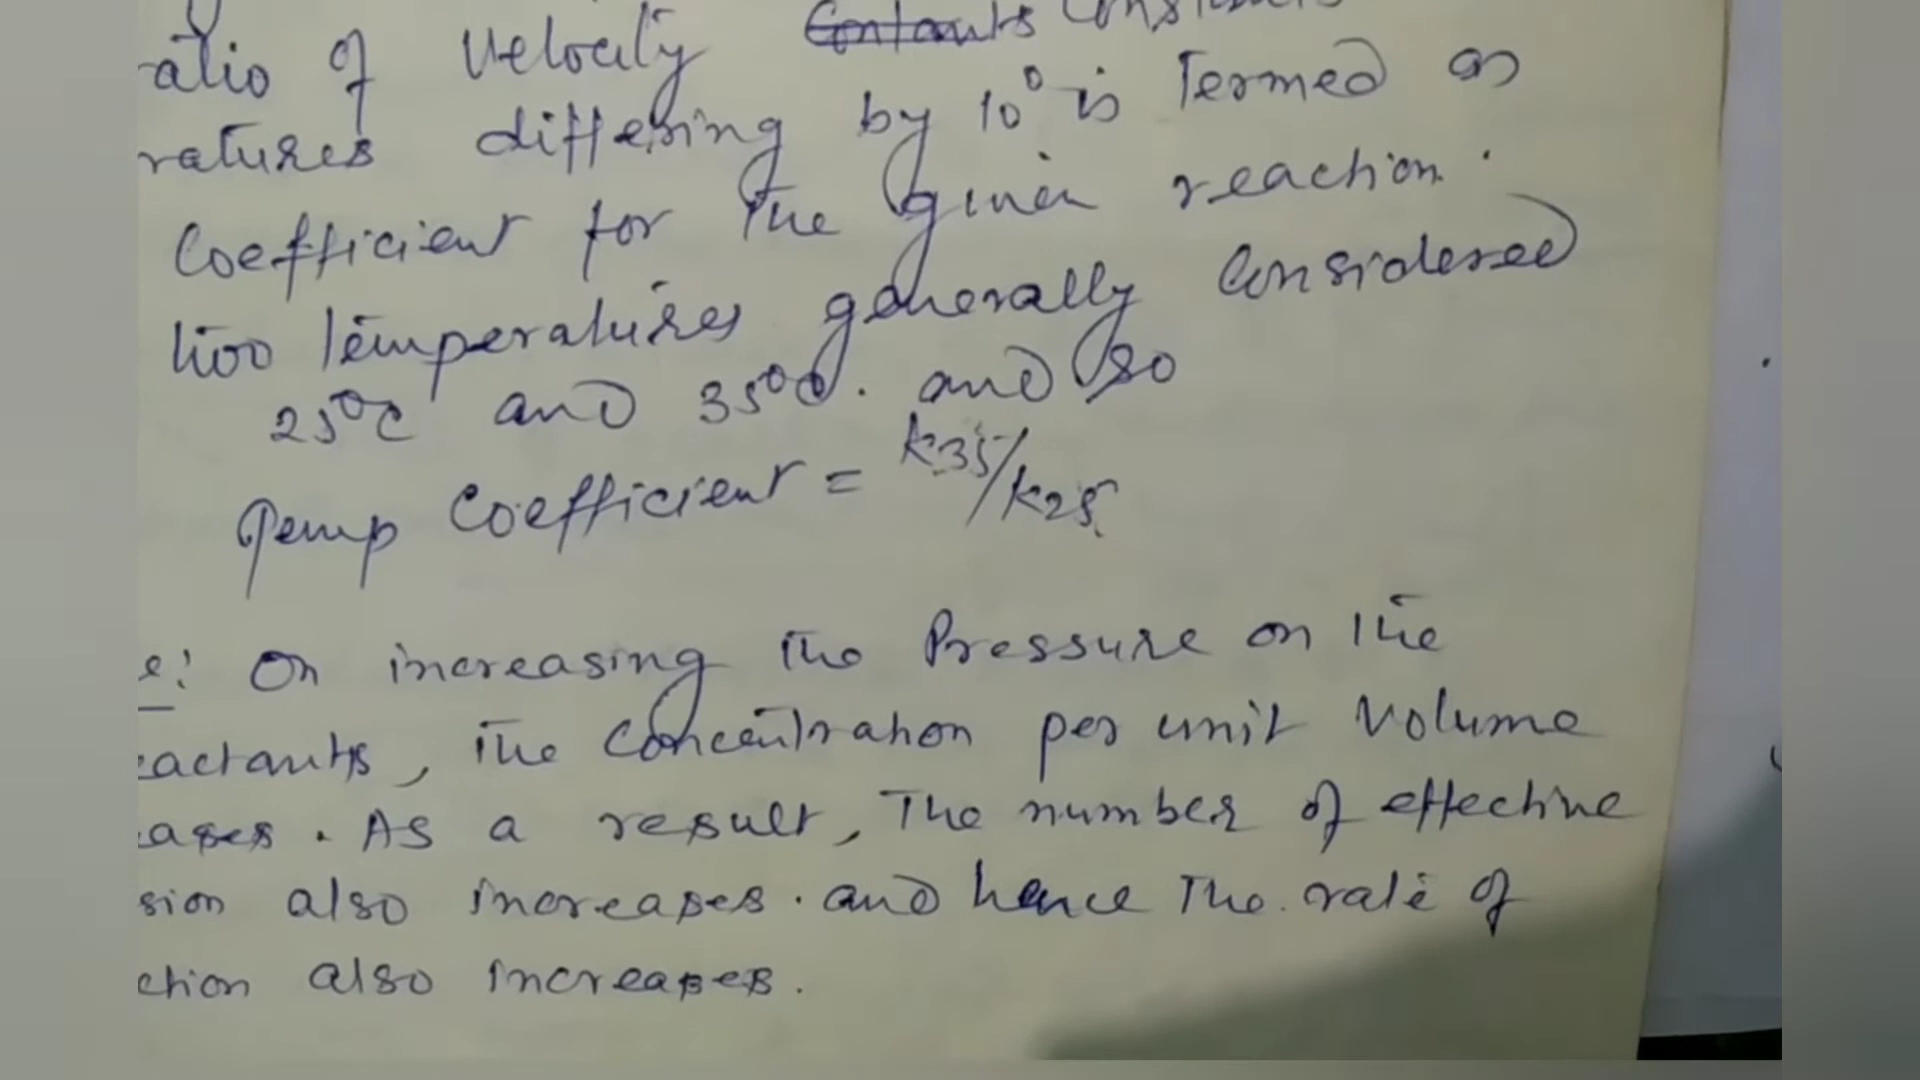 atio of Velocity Contants Constants
ratures differing by 10° is Termed as
Coefficient for The given reaction.
two Temperatures generally Considered
25°C and 35°C. and so
Temp Coefficient = K35/K25
e: On increasing The Pressure on The
eactants, The Concentration per unit Volume
eases. As a result, The number of effective
sion also increases. and hence The rate of
ction also increases.